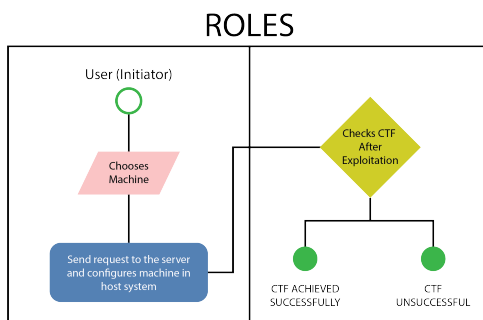 ROLES
User (Initiator)
Chooses
Machine
Send request to the server
and configures machine in
host system
Checks CTF
After
Exploitation
CTF ACHIEVED
SUCCESSFULLY
CTF
UNSUCCESSFUL